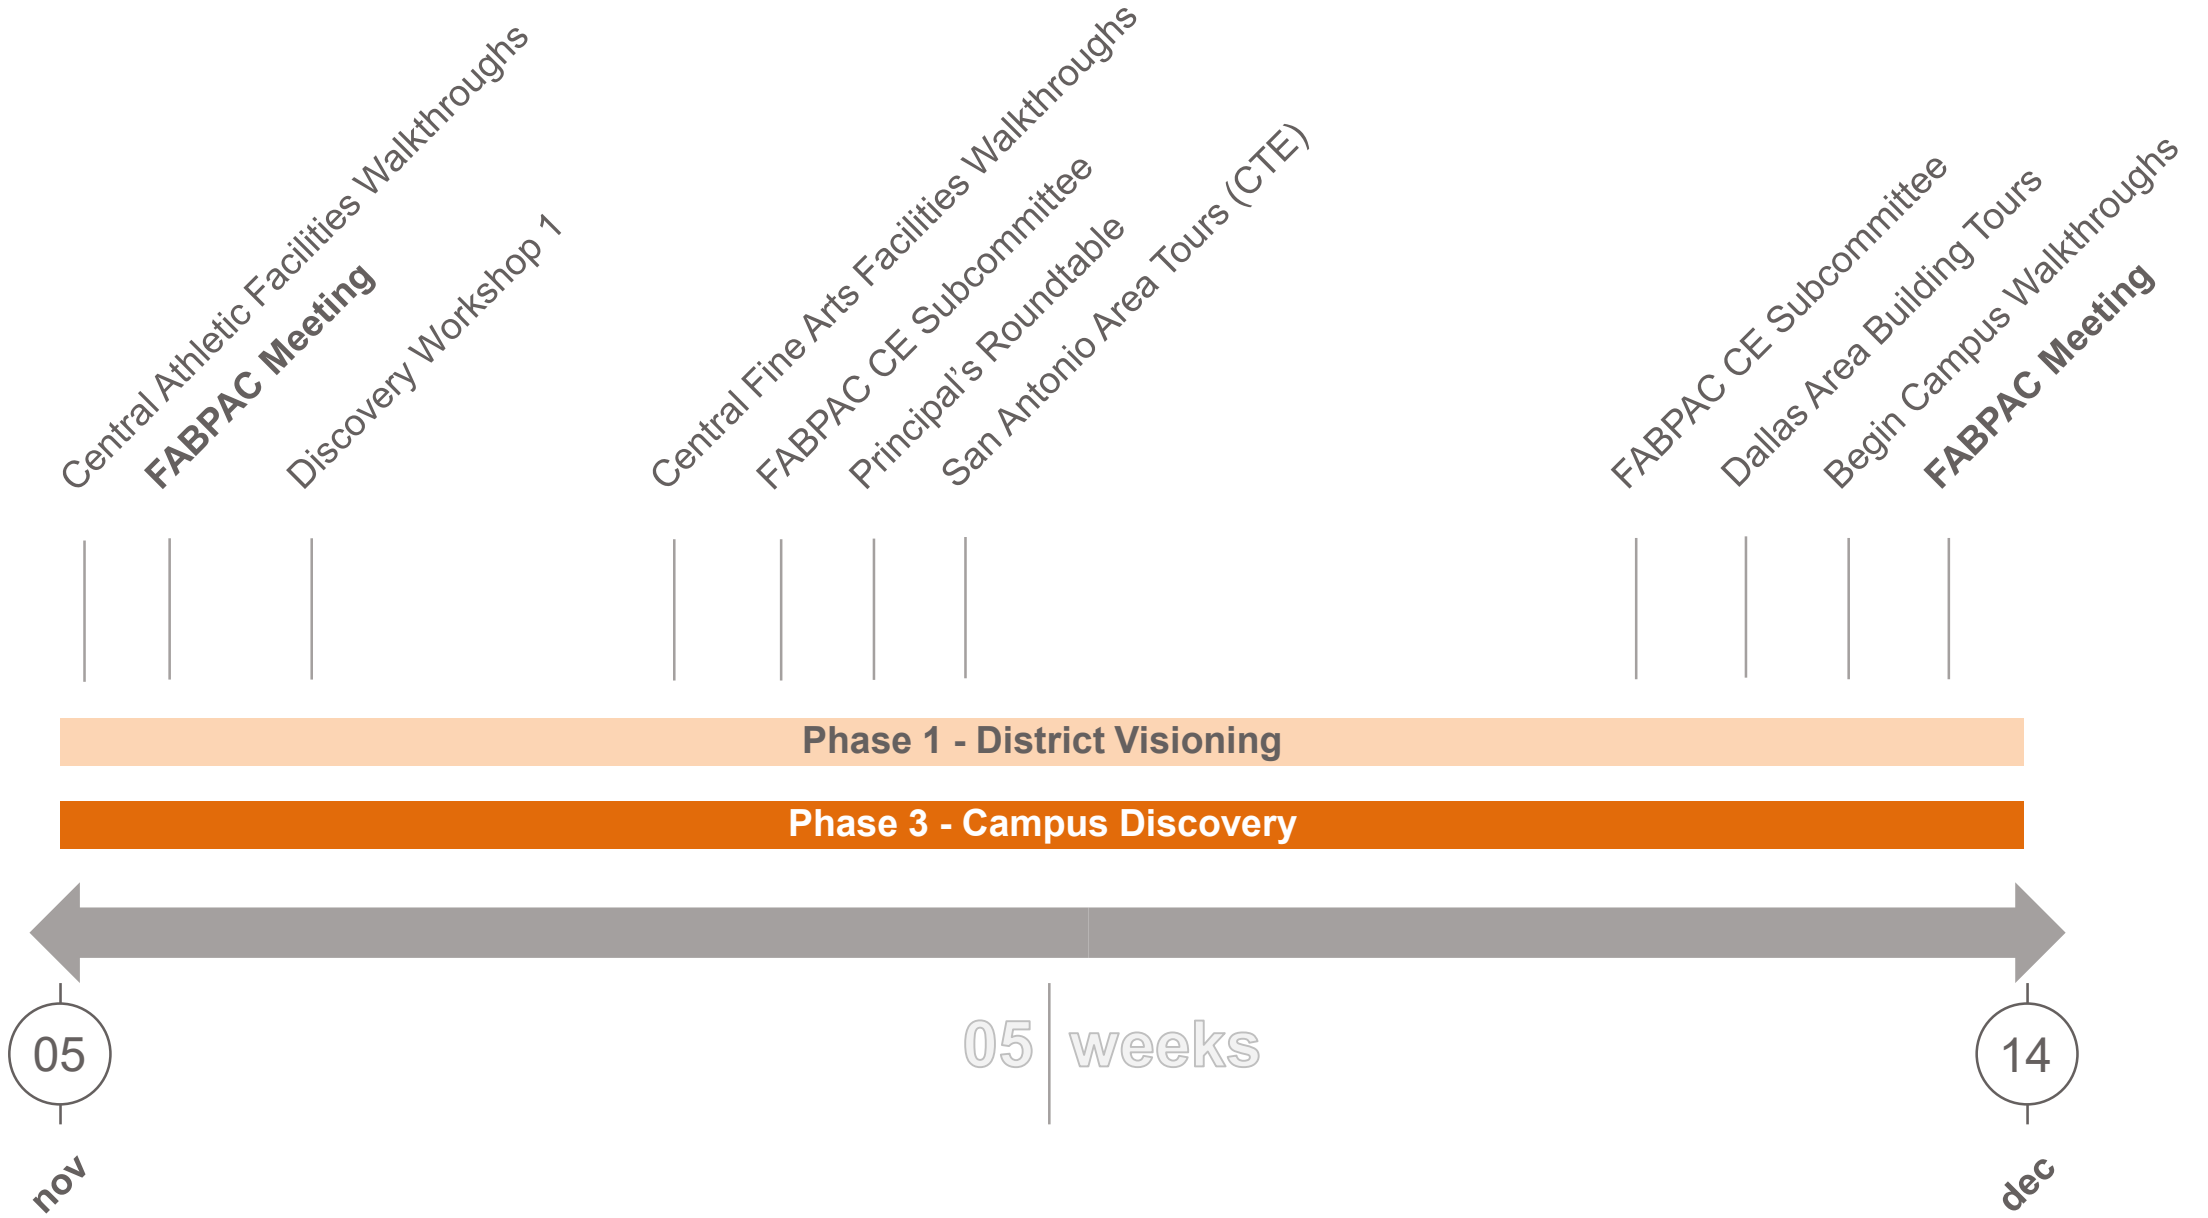 Central Athletic Facilities Walkthroughs
FABPAC Meeting
Discovery Workshop 1
Central Fine Arts Facilities Walkthroughs
FABPAC CE Subcommittee
Principal’s Roundtable
San Antonio Area Tours (CTE)
FABPAC CE Subcommittee
Dallas Area Building Tours
Begin Campus Walkthroughs
FABPAC Meeting
Phase 1 - District Visioning
Phase 3 - Campus Discovery
05
05 weeks
14
nov
dec